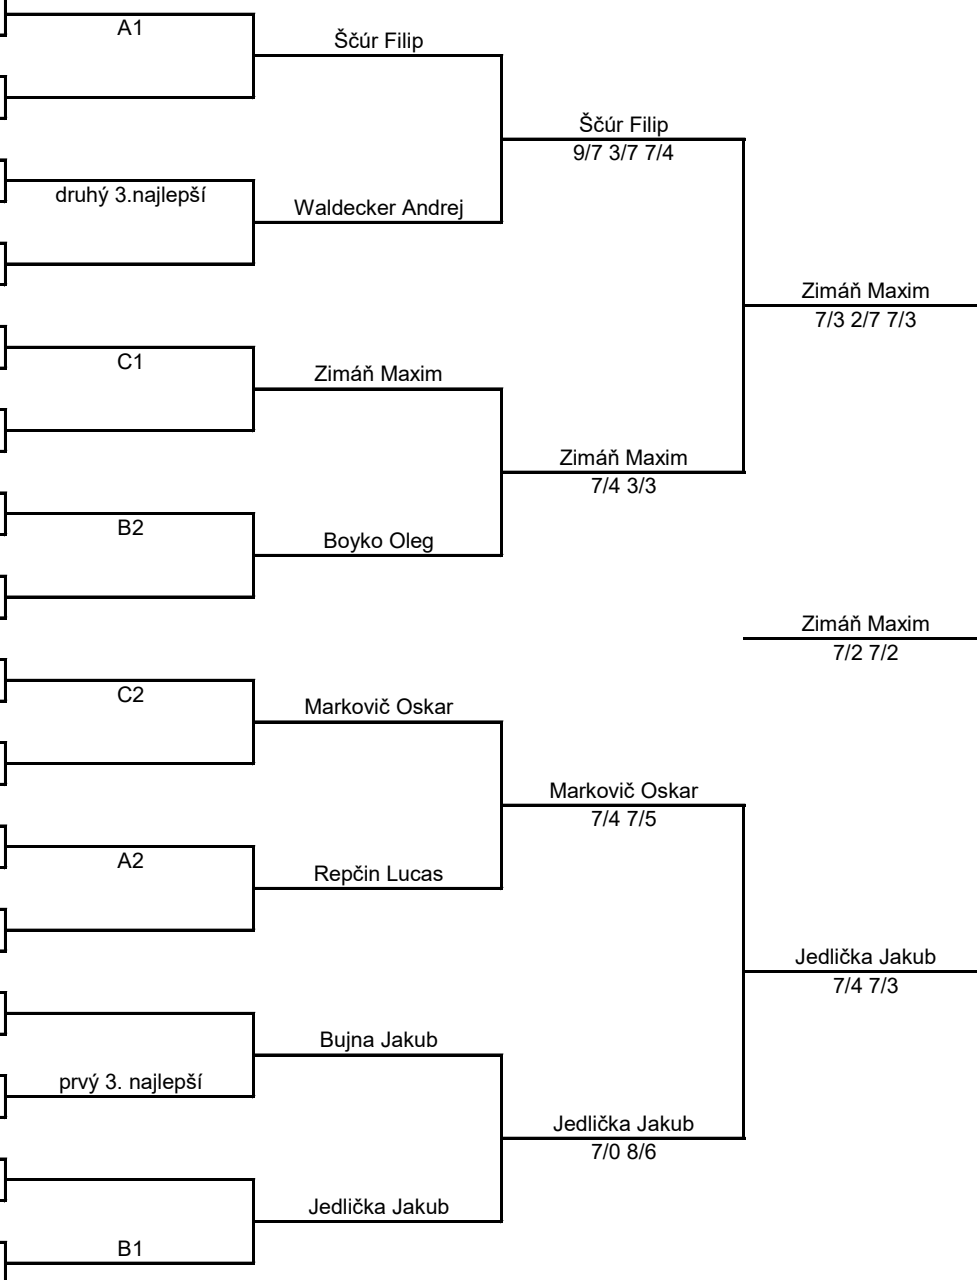 A1
Ščúr Filip
Ščúr Filip
9/7 3/7 7/4
druhý 3.najlepší
Waldecker Andrej
Zimáň Maxim
7/3 2/7 7/3
C1
Zimáň Maxim
Zimáň Maxim
7/4 3/3
B2
Boyko Oleg
Zimáň Maxim
7/2 7/2
C2
Markovič Oskar
Markovič Oskar
7/4 7/5
A2
Repčin Lucas
Jedlička Jakub
7/4 7/3
Bujna Jakub
prvý 3. najlepší
Jedlička Jakub
7/0 8/6
Jedlička Jakub
B1